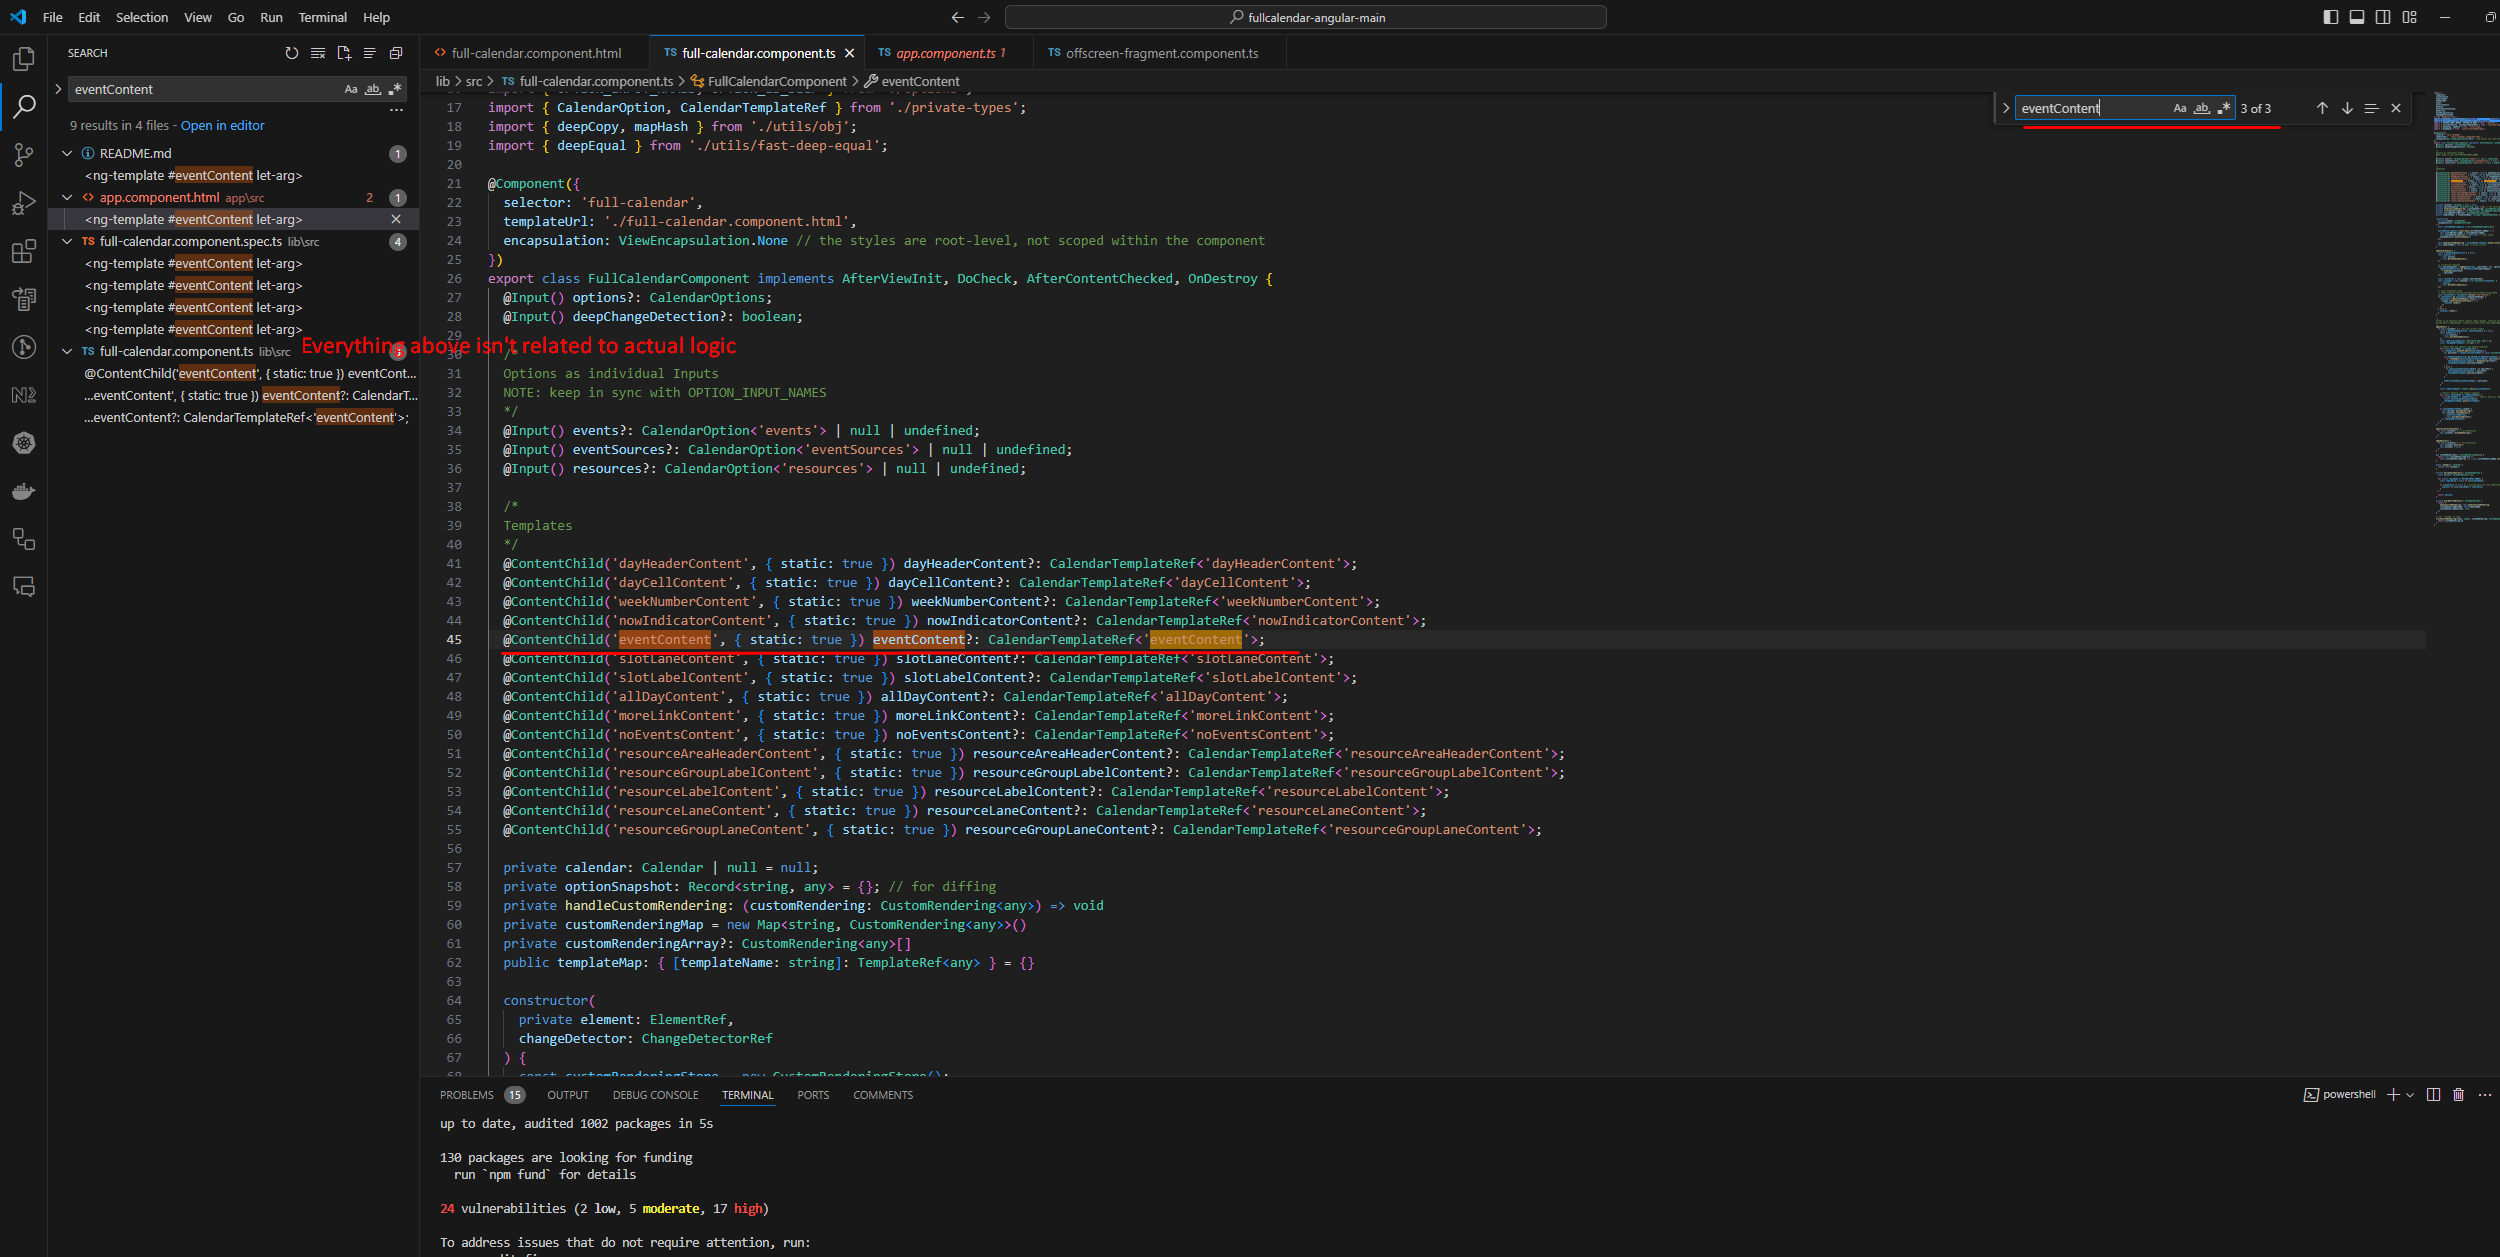 File Edit Selection View Go Run Terminal Help
fullcalendar-angular-main
SEARCH
eventContent
Aa ab .*
...
9 results in 4 files - Open in editor
README.md 1
<ng-template #eventContent let-arg>
app.component.html app\src 2 1
<ng-template #eventContent let-arg>
full-calendar.component.spec.ts lib\src 4
<ng-template #eventContent let-arg>
<ng-template #eventContent let-arg>
<ng-template #eventContent let-arg>
<ng-template #eventContent let-arg>
full-calendar.component.ts lib\src
Everything above isn't related to actual logic
@ContentChild('eventContent', { static: true }) eventCont...
...eventContent', { static: true }) eventContent?: CalendarT...
...eventContent?: CalendarTemplateRef<'eventContent'>;
full-calendar.component.html
TS full-calendar.component.ts
TS app.component.ts 1
TS offscreen-fragment.component.ts
lib > src > TS full-calendar.component.ts > FullCalendarComponent > eventContent
eventContent Aa ab .* 3 of 3
17 import { CalendarOption, CalendarTemplateRef } from './private-types';
18 import { deepCopy, mapHash } from './utils/obj';
19 import { deepEqual } from './utils/fast-deep-equal';
20
21 @Component({
22 selector: 'full-calendar',
23 templateUrl: './full-calendar.component.html',
24 encapsulation: ViewEncapsulation.None // the styles are root-level, not scoped within the component
25 })
26 export class FullCalendarComponent implements AfterViewInit, DoCheck, AfterContentChecked, OnDestroy {
27 @Input() options?: CalendarOptions;
28 @Input() deepChangeDetection?: boolean;
29
30 /*
31 Options as individual Inputs
32 NOTE: keep in sync with OPTION_INPUT_NAMES
33 */
34 @Input() events?: CalendarOption<'events'> | null | undefined;
35 @Input() eventSources?: CalendarOption<'eventSources'> | null | undefined;
36 @Input() resources?: CalendarOption<'resources'> | null | undefined;
37
38 /*
39 Templates
40 */
41 @ContentChild('dayHeaderContent', { static: true }) dayHeaderContent?: CalendarTemplateRef<'dayHeaderContent'>;
42 @ContentChild('dayCellContent', { static: true }) dayCellContent?: CalendarTemplateRef<'dayCellContent'>;
43 @ContentChild('weekNumberContent', { static: true }) weekNumberContent?: CalendarTemplateRef<'weekNumberContent'>;
44 @ContentChild('nowIndicatorContent', { static: true }) nowIndicatorContent?: CalendarTemplateRef<'nowIndicatorContent'>;
45 @ContentChild('eventContent', { static: true }) eventContent?: CalendarTemplateRef<'eventContent'>;
46 @ContentChild('slotLaneContent', { static: true }) slotLaneContent?: CalendarTemplateRef<'slotLaneContent'>;
47 @ContentChild('slotLabelContent', { static: true }) slotLabelContent?: CalendarTemplateRef<'slotLabelContent'>;
48 @ContentChild('allDayContent', { static: true }) allDayContent?: CalendarTemplateRef<'allDayContent'>;
49 @ContentChild('moreLinkContent', { static: true }) moreLinkContent?: CalendarTemplateRef<'moreLinkContent'>;
50 @ContentChild('noEventsContent', { static: true }) noEventsContent?: CalendarTemplateRef<'noEventsContent'>;
51 @ContentChild('resourceAreaHeaderContent', { static: true }) resourceAreaHeaderContent?: CalendarTemplateRef<'resourceAreaHeaderContent'>;
52 @ContentChild('resourceGroupLabelContent', { static: true }) resourceGroupLabelContent?: CalendarTemplateRef<'resourceGroupLabelContent'>;
53 @ContentChild('resourceLabelContent', { static: true }) resourceLabelContent?: CalendarTemplateRef<'resourceLabelContent'>;
54 @ContentChild('resourceLaneContent', { static: true }) resourceLaneContent?: CalendarTemplateRef<'resourceLaneContent'>;
55 @ContentChild('resourceGroupLaneContent', { static: true }) resourceGroupLaneContent?: CalendarTemplateRef<'resourceGroupLaneContent'>;
56
57 private calendar: Calendar | null = null;
58 private optionSnapshot: Record<string, any> = {}; // for diffing
59 private handleCustomRendering: (customRendering: CustomRendering<any>) => void
60 private customRenderingMap = new Map<string, CustomRendering<any>>()
61 private customRenderingArray?: CustomRendering<any>[]
62 public templateMap: { [templateName: string]: TemplateRef<any> } = {}
63
64 constructor(
65 private element: ElementRef,
66 changeDetector: ChangeDetectorRef
67 ) {
68 const customRenderingStore = new CustomRenderingStore();
PROBLEMS 15 OUTPUT DEBUG CONSOLE TERMINAL PORTS COMMENTS
powershell
up to date, audited 1002 packages in 5s
130 packages are looking for funding
run `npm fund` for details
24 vulnerabilities (2 low, 5 moderate, 17 high)
To address issues that do not require attention, run: